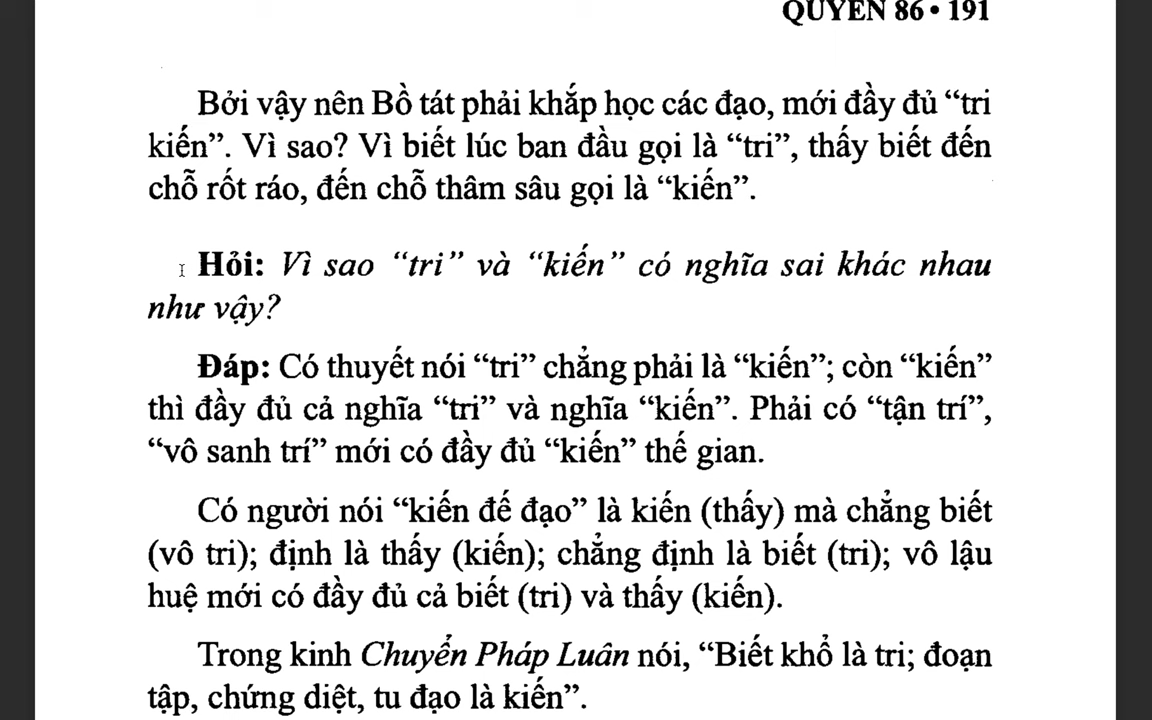 QUYỂN 86 • 191
Bởi vậy nên Bồ tát phải khắp học các đạo, mới đầy đủ “tri
kiến”. Vì sao? Vì biết lúc ban đầu gọi là “tri”, thấy biết đến
chỗ rốt ráo, đến chỗ thâm sâu gọi là “kiến”.
Hỏi: Vì sao “tri” và “kiến” có nghĩa sai khác nhau
như vậy?
Đáp: Có thuyết nói “tri” chẳng phải là “kiến”; còn “kiến”
thì đầy đủ cả nghĩa “tri” và nghĩa “kiến”. Phải có “tận trí”,
“vô sanh trí” mới có đầy đủ “kiến” thế gian.
Có người nói “kiến đế đạo” là kiến (thấy) mà chẳng biết
(vô tri); định là thấy (kiến); chẳng định là biết (tri); vô lậu
huệ mới có đầy đủ cả biết (tri) và thấy (kiến).
Trong kinh Chuyển Pháp Luân nói, “Biết khổ là tri; đoạn
tập, chứng diệt, tu đạo là kiến”.